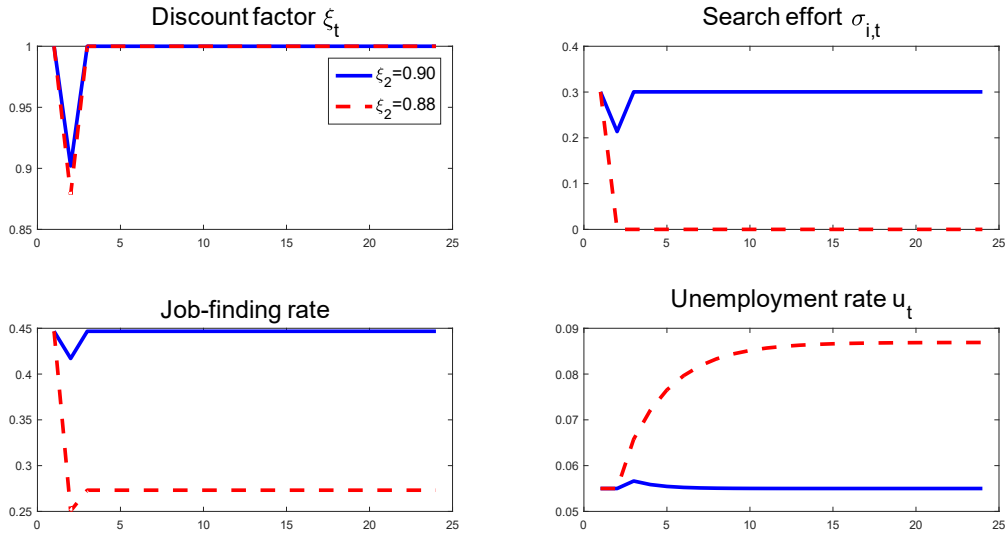 Discount factor ξt
1
0.95
0.9
0.85
0 5 10 15 20 25
ξ2=0.90
ξ2=0.88
Search effort σi,t
0.4
0.3
0.2
0.1
0
0 5 10 15 20 25
Job-finding rate
0.45
0.4
0.35
0.3
0.25
0 5 10 15 20 25
Unemployment rate ut
0.09
0.08
0.07
0.06
0.05
0 5 10 15 20 25